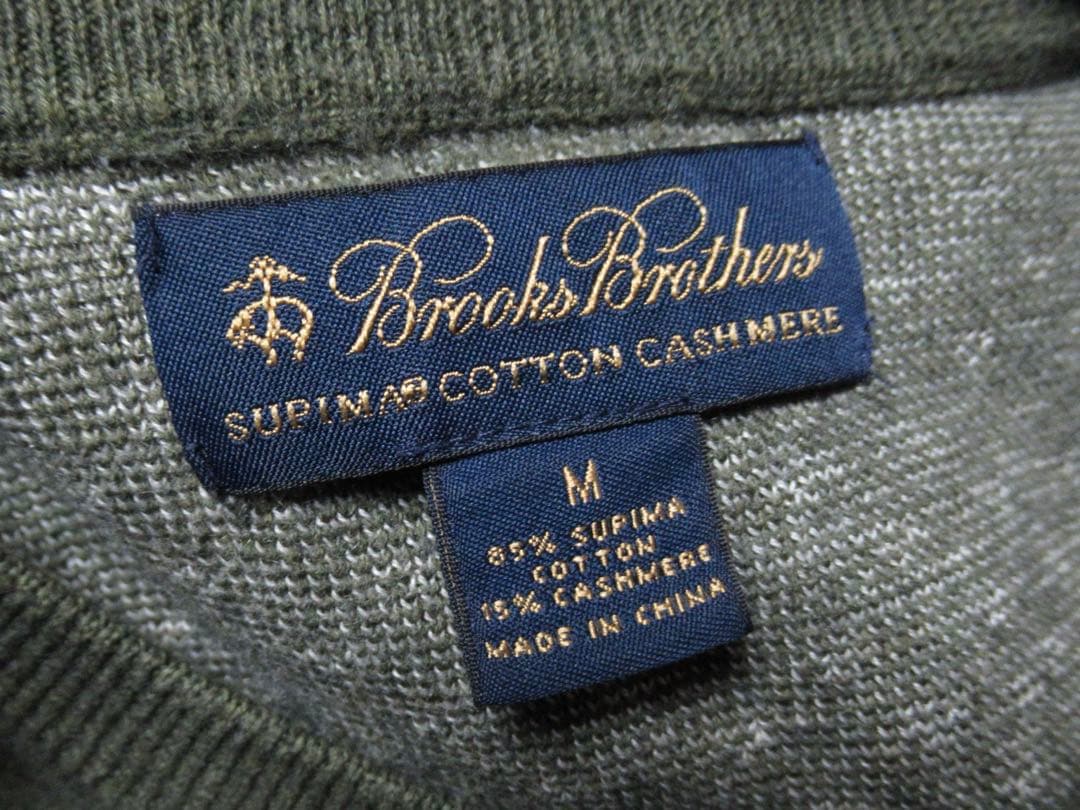 Brooks Brothers
SUPIMA® COTTON CASHMERE
M
85% SUPIMA
COTTON
15% CASHMERE
MADE IN CHINA